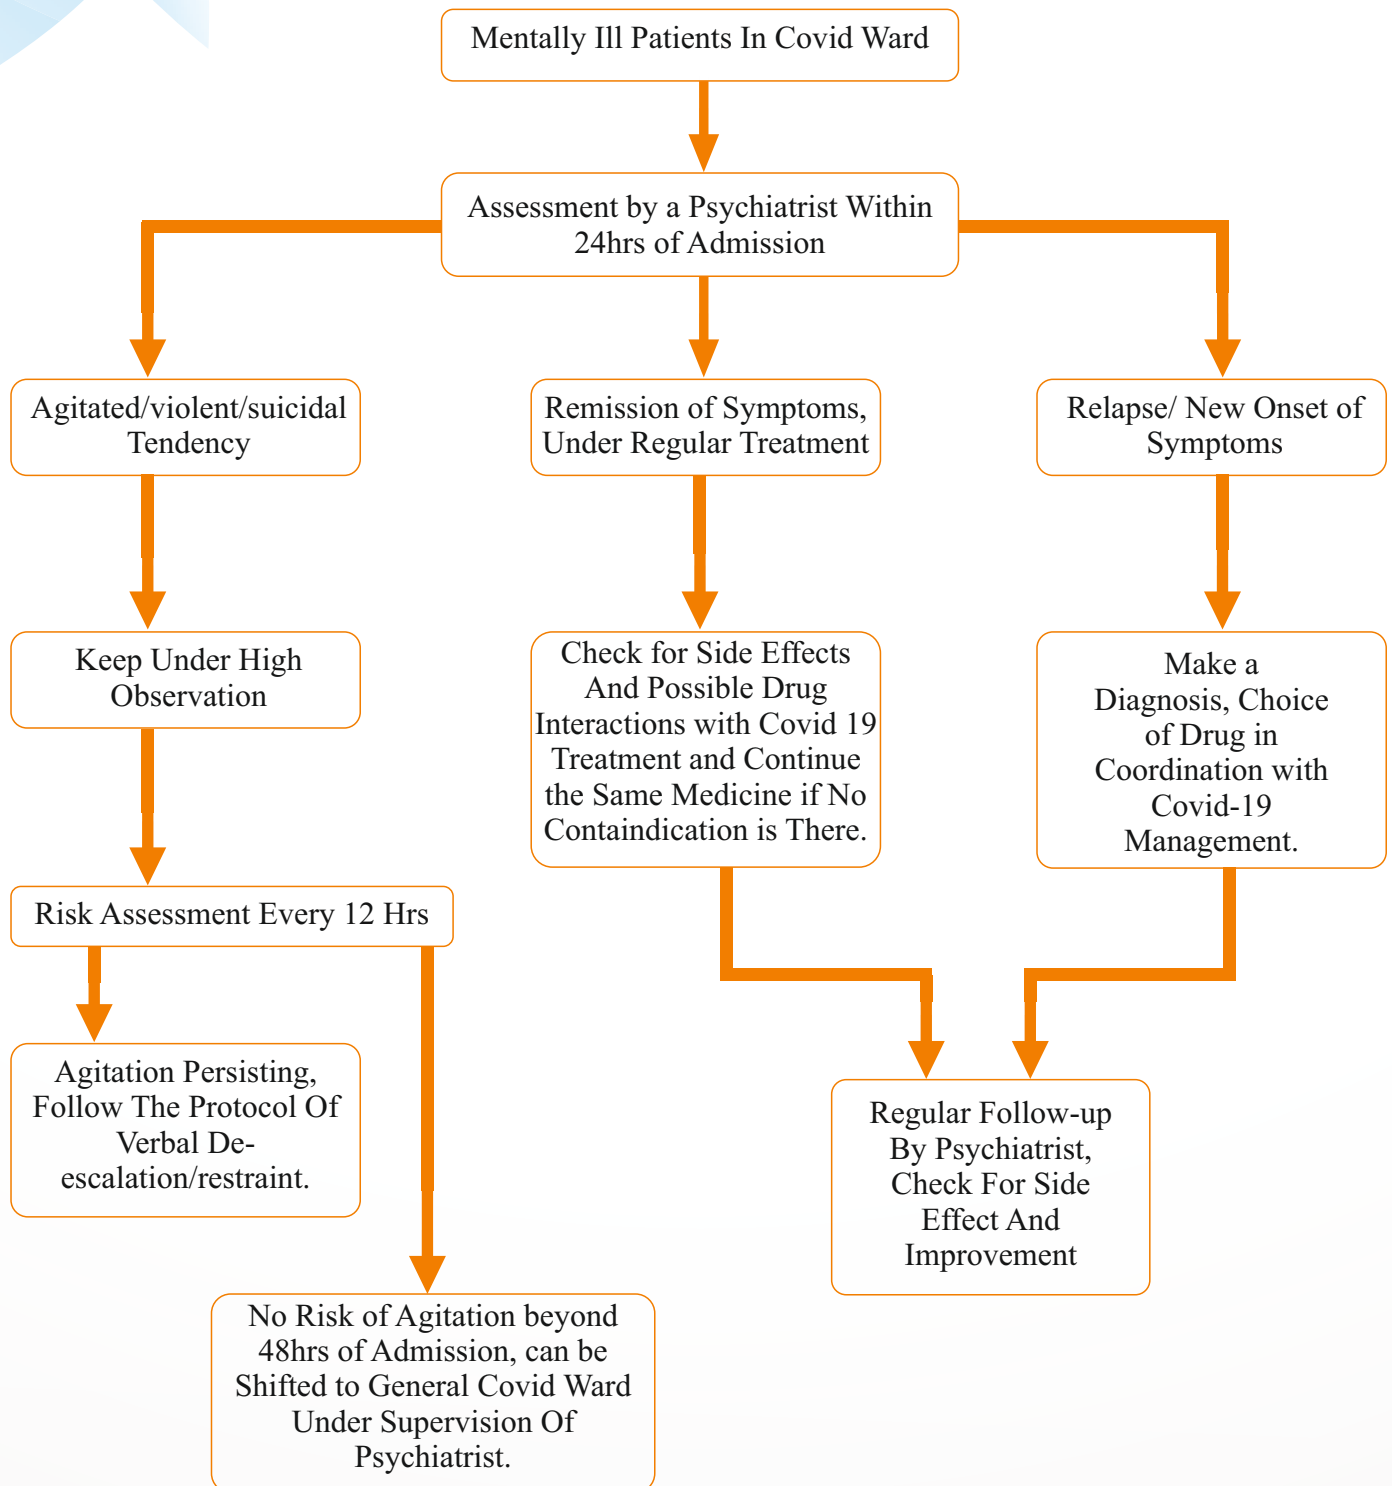 Mentally Ill Patients In Covid Ward
Assessment by a Psychiatrist Within
24hrs of Admission
Agitated/violent/suicidal
Tendency
Remission of Symptoms,
Under Regular Treatment
Relapse/ New Onset of
Symptoms
Keep Under High
Observation
Check for Side Effects
And Possible Drug
Interactions with Covid 19
Treatment and Continue
the Same Medicine if No
Containdication is There.
Make a
Diagnosis, Choice
of Drug in
Coordination with
Covid-19
Management.
Risk Assessment Every 12 Hrs
Agitation Persisting,
Follow The Protocol Of
Verbal De-
escalation/restraint.
Regular Follow-up
By Psychiatrist,
Check For Side
Effect And
Improvement
No Risk of Agitation beyond
48hrs of Admission, can be
Shifted to General Covid Ward
Under Supervision Of
Psychiatrist.